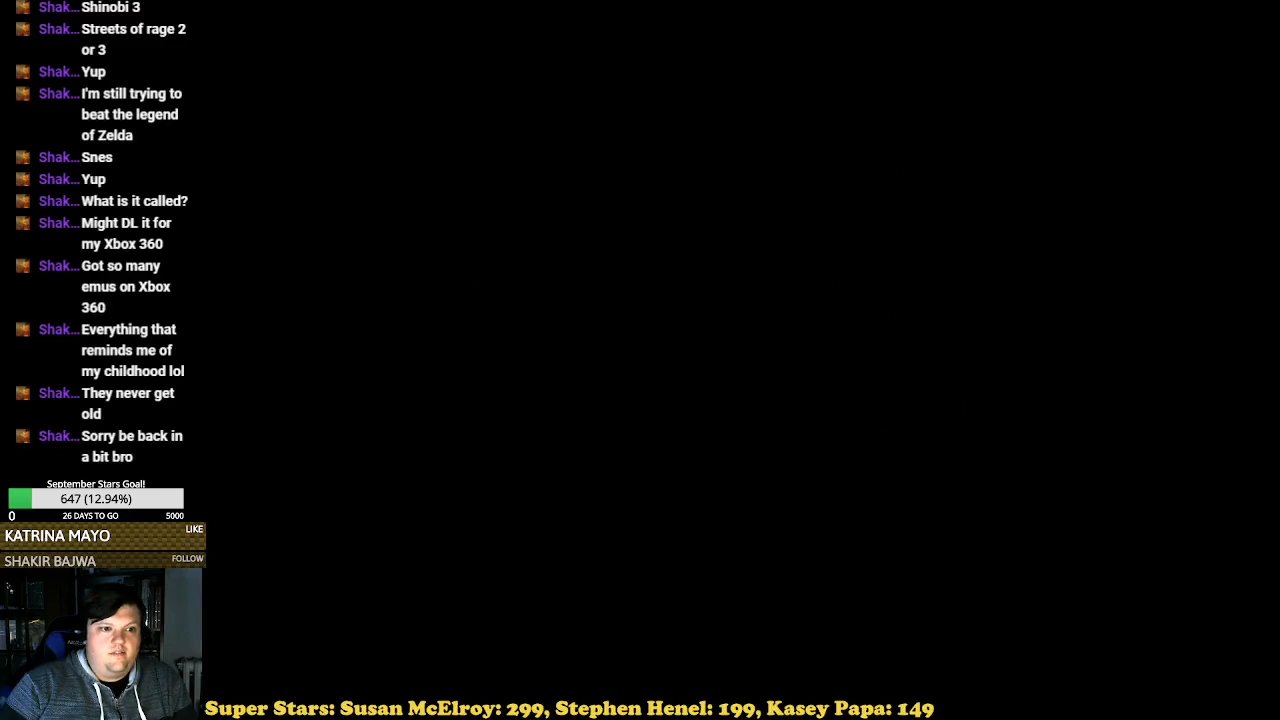 Shak... Shinobi 3
Shak... Streets of rage 2
or 3
Shak... Yup
Shak... I'm still trying to
beat the legend
of Zelda
Shak... Snes
Shak... Yup
Shak... What is it called?
Shak... Might DL it for
my Xbox 360
Shak... Got so many
emus on Xbox
360
Shak... Everything that
reminds me of
my childhood lol
Shak... They never get
old
Shak... Sorry be back in
a bit bro
September Stars Goal!
647 (12.94%)
0 26 DAYS TO GO 5000
KATRINA MAYO LIKE
SHAKIR BAJWA FOLLOW
Super Stars: Susan McElroy: 299, Stephen Henel: 199, Kasey Papa: 149